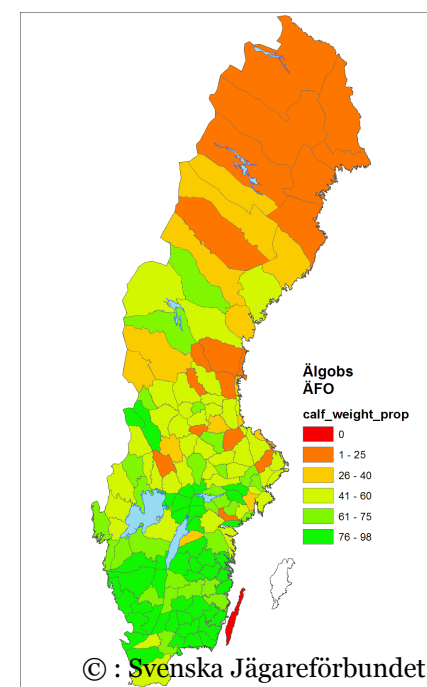 Älgobs
ÄFO
calf_weight_prop
0
1 - 25
26 - 40
41 - 60
61 - 75
76 - 98
© : Svenska Jägareförbundet